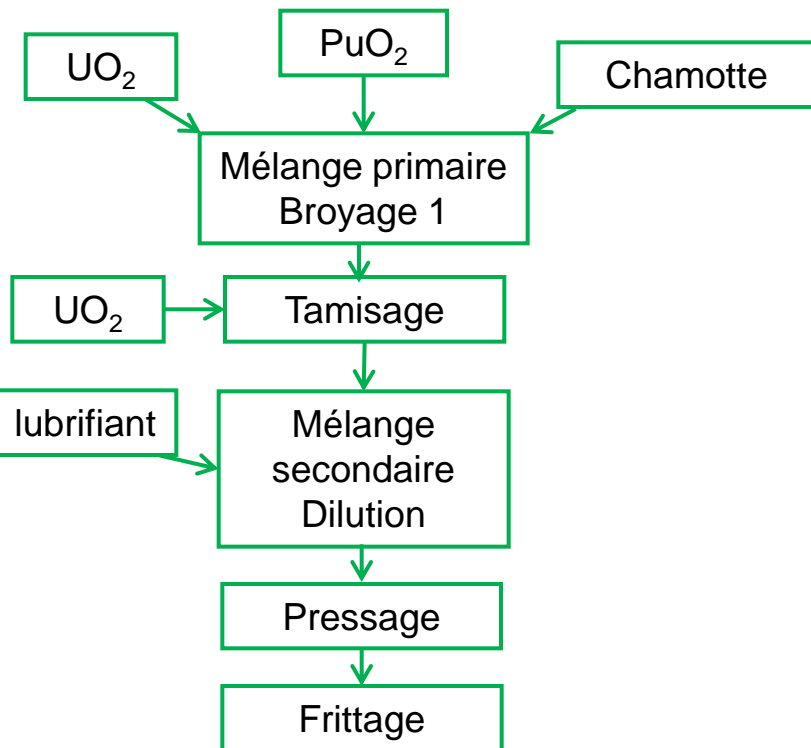 UO₂
PuO₂
Chamotte
Mélange primaire
Broyage 1
UO₂
Tamisage
lubrifiant
Mélange
secondaire
Dilution
Pressage
Frittage